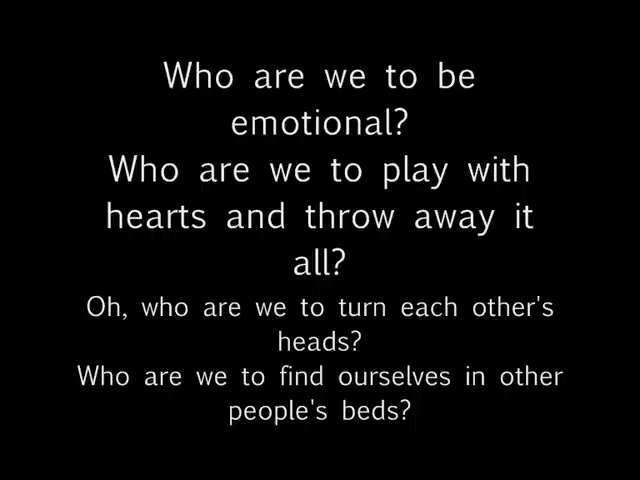 Who are we to be
emotional?
Who are we to play with
hearts and throw away it
all?
Oh, who are we to turn each other's
heads?
Who are we to find ourselves in other
people's beds?